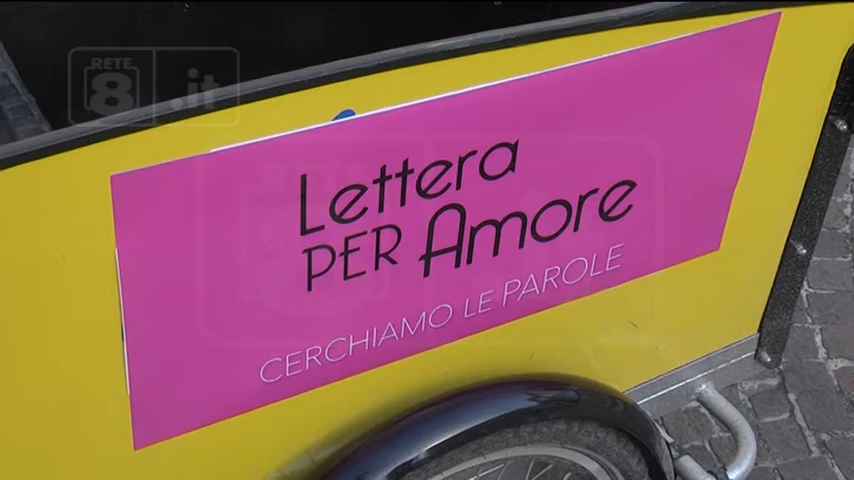 RETE
8 .it
Lettera
PER Amore
CERCHIAMO LE PAROLE